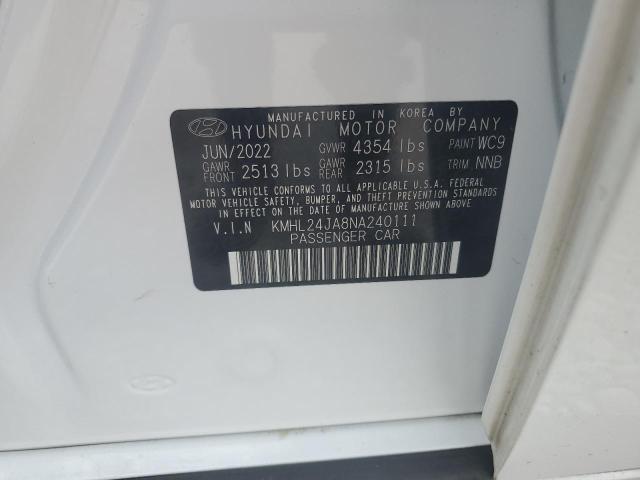 MANUFACTURED IN KOREA BY
HYUNDAI MOTOR COMPANY
JUN/2022 GVWR 4354 lbs PAINT WC9
GAWR FRONT 2513 lbs GAWR REAR 2315 lbs TRIM NNB
THIS VEHICLE CONFORMS TO ALL APPLICABLE U.S.A. FEDERAL
MOTOR VEHICLE SAFETY, BUMPER, AND THEFT PREVENTION STANDARDS
IN EFFECT ON THE DATE OF MANUFACTURE SHOWN ABOVE.
V.I.N KMHL24JA8NA240111
PASSENGER CAR